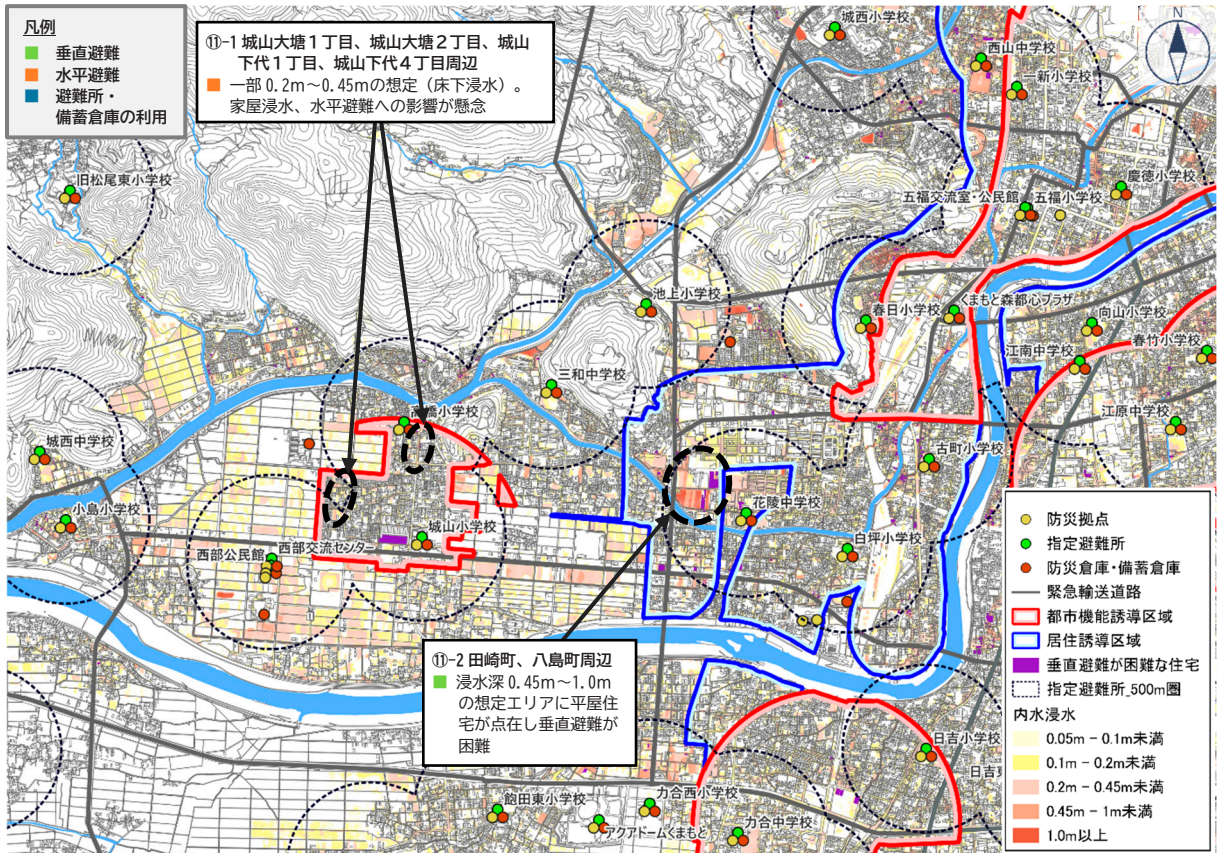 凡例
垂直避難
水平避難
避難所・
備蓄倉庫の利用
⑪-1 城山大塘1丁目、城山大塘2丁目、城山
下代1丁目、城山下代4丁目周辺
一部 0.2m～0.45mの想定（床下浸水）。
家屋浸水、水平避難への影響が懸念
N
城西小学校
西山中学校
一新小学校
旧松尾東小学校
慶徳小学校
五福交流室・公民館
五福小学校
池上小学校
春日小学校
くまもと森都心プラザ
向山小学校
江南中学校
春竹小学校
三和中学校
高橋小学校
江原中学校
城西中学校
古町小学校
小島小学校
花陵中学校
城山小学校
白坪小学校
西部公民館
西部交流センタ
⑪-2 田崎町、八島町周辺
浸水深 0.45m～1.0m
の想定エリアに平屋住
宅が点在し垂直避難が
困難
日吉小学校
日吉東
飽田東小学校
力合西小学校
アクアドームくまもと
力合中学校
防災拠点
指定避難所
防災倉庫・備蓄倉庫
緊急輸送道路
都市機能誘導区域
居住誘導区域
垂直避難が困難な住宅
指定避難所_500m圏
内水浸水
0.05m － 0.1m未満
0.1m － 0.2m未満
0.2m － 0.45m未満
0.45m － 1m未満
1.0m以上